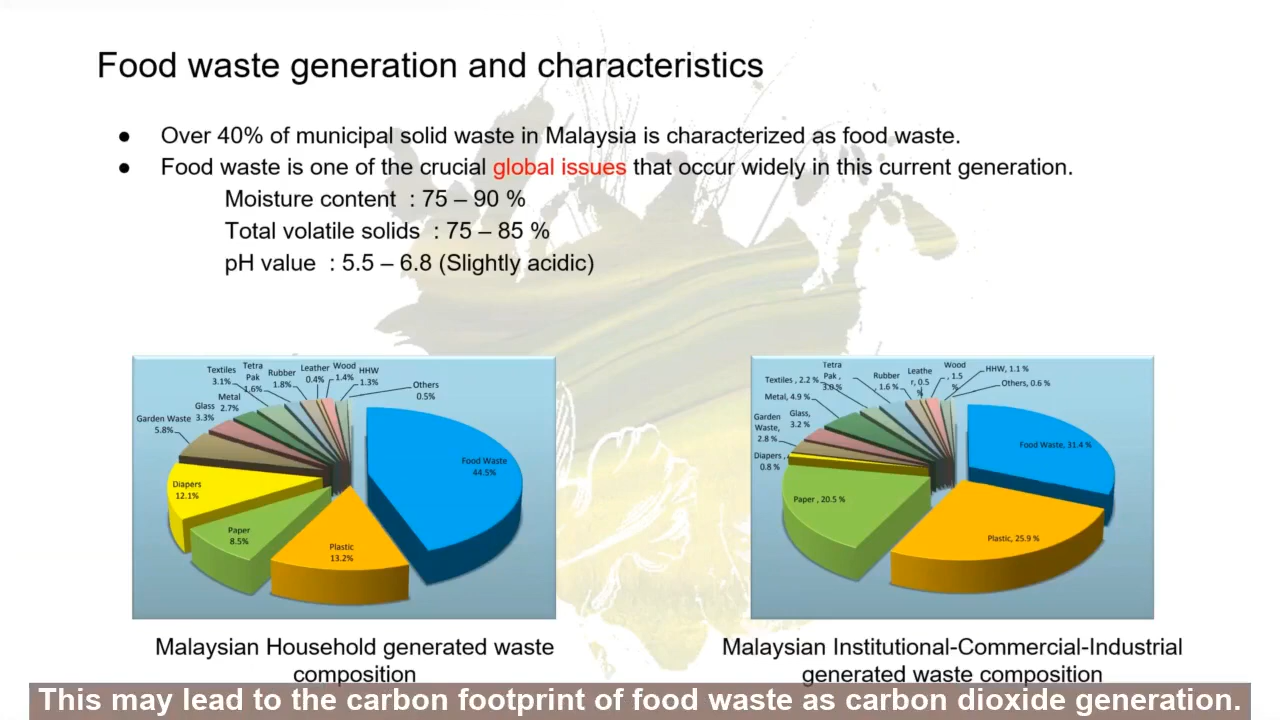 Food waste generation and characteristics
● Over 40% of municipal solid waste in Malaysia is characterized as food waste.
● Food waste is one of the crucial global issues that occur widely in this current generation.
Moisture content : 75 – 90 %
Total volatile solids : 75 – 85 %
pH value : 5.5 – 6.8 (Slightly acidic)
Textiles
3.1%
Tetra
Pak
1.6%
Rubber
1.8%
Leather
0.4%
Wood
1.4%
HHW
1.3%
Others
0.5%
Metal
2.7%
Glass
3.3%
Garden Waste
5.8%
Diapers
12.1%
Paper
8.5%
Plastic
13.2%
Food Waste
44.5%
Malaysian Household generated waste
composition
Tetra
Pak ,
3.0 %
Textiles , 2.2 %
Metal, 4.9 %
Rubber
, 1.6 %
Leathe
r, 0.5
%
Wood
, 1.5
%
HHW, 1.1 %
Others, 0.6 %
Glass,
3.2 %
Garden
Waste,
2.8 %
Diapers ,
0.8 %
Paper , 20.5 %
Plastic, 25.9 %
Food Waste, 31.4 %
Malaysian Institutional-Commercial-Industrial
generated waste composition
This may lead to the carbon footprint of food waste as carbon dioxide generation.